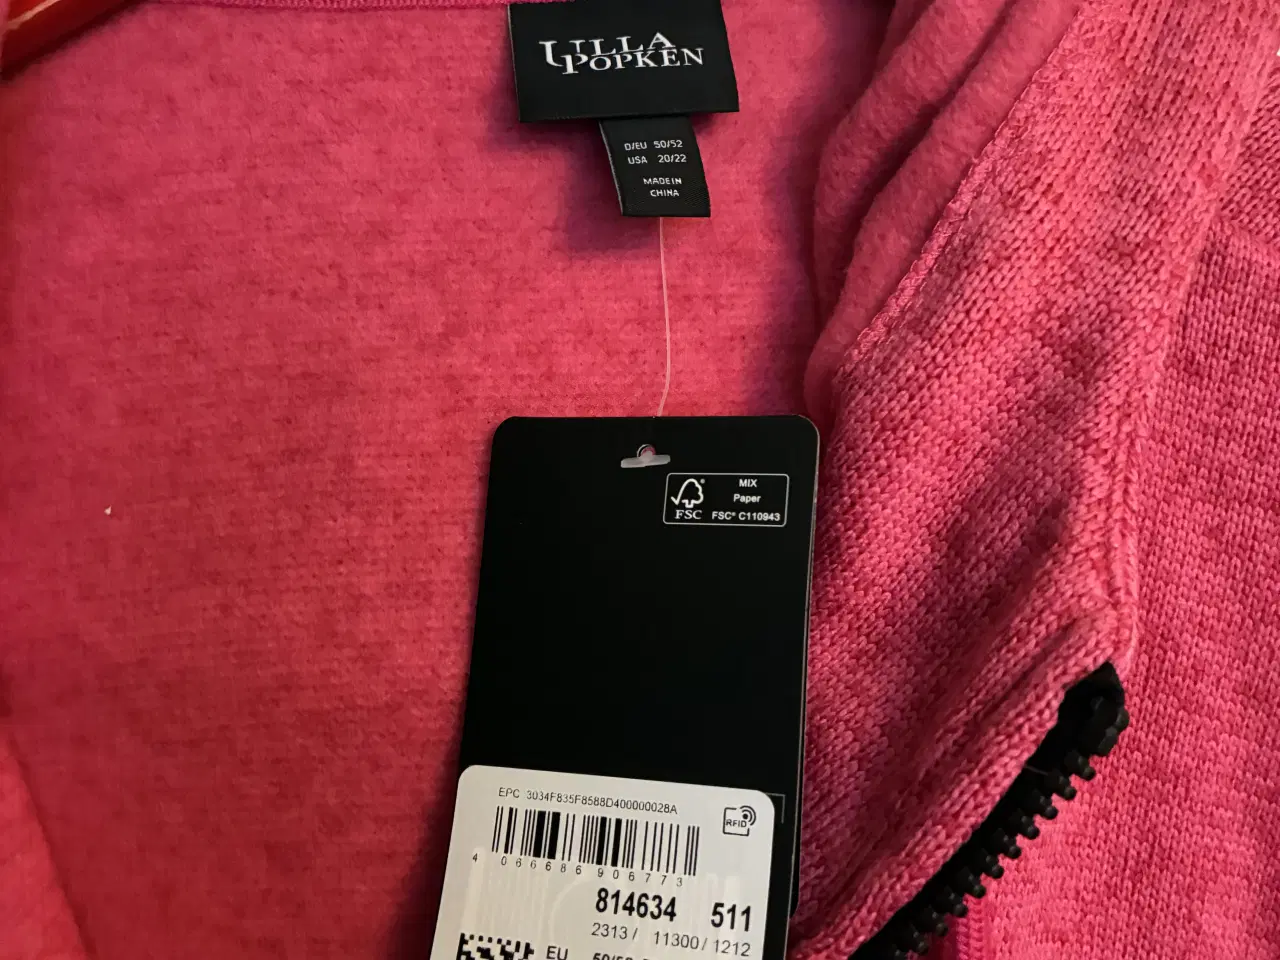 ULLA
POPKEN
D/EU 50/52
USA 20/22
MADE IN
CHINA
MIX
Paper
FSC
FSC® C110943
EPC 3034F835F8588D400000028A
RFID
4 066686 906773
814634 511
2313/ 11300/1212
EU